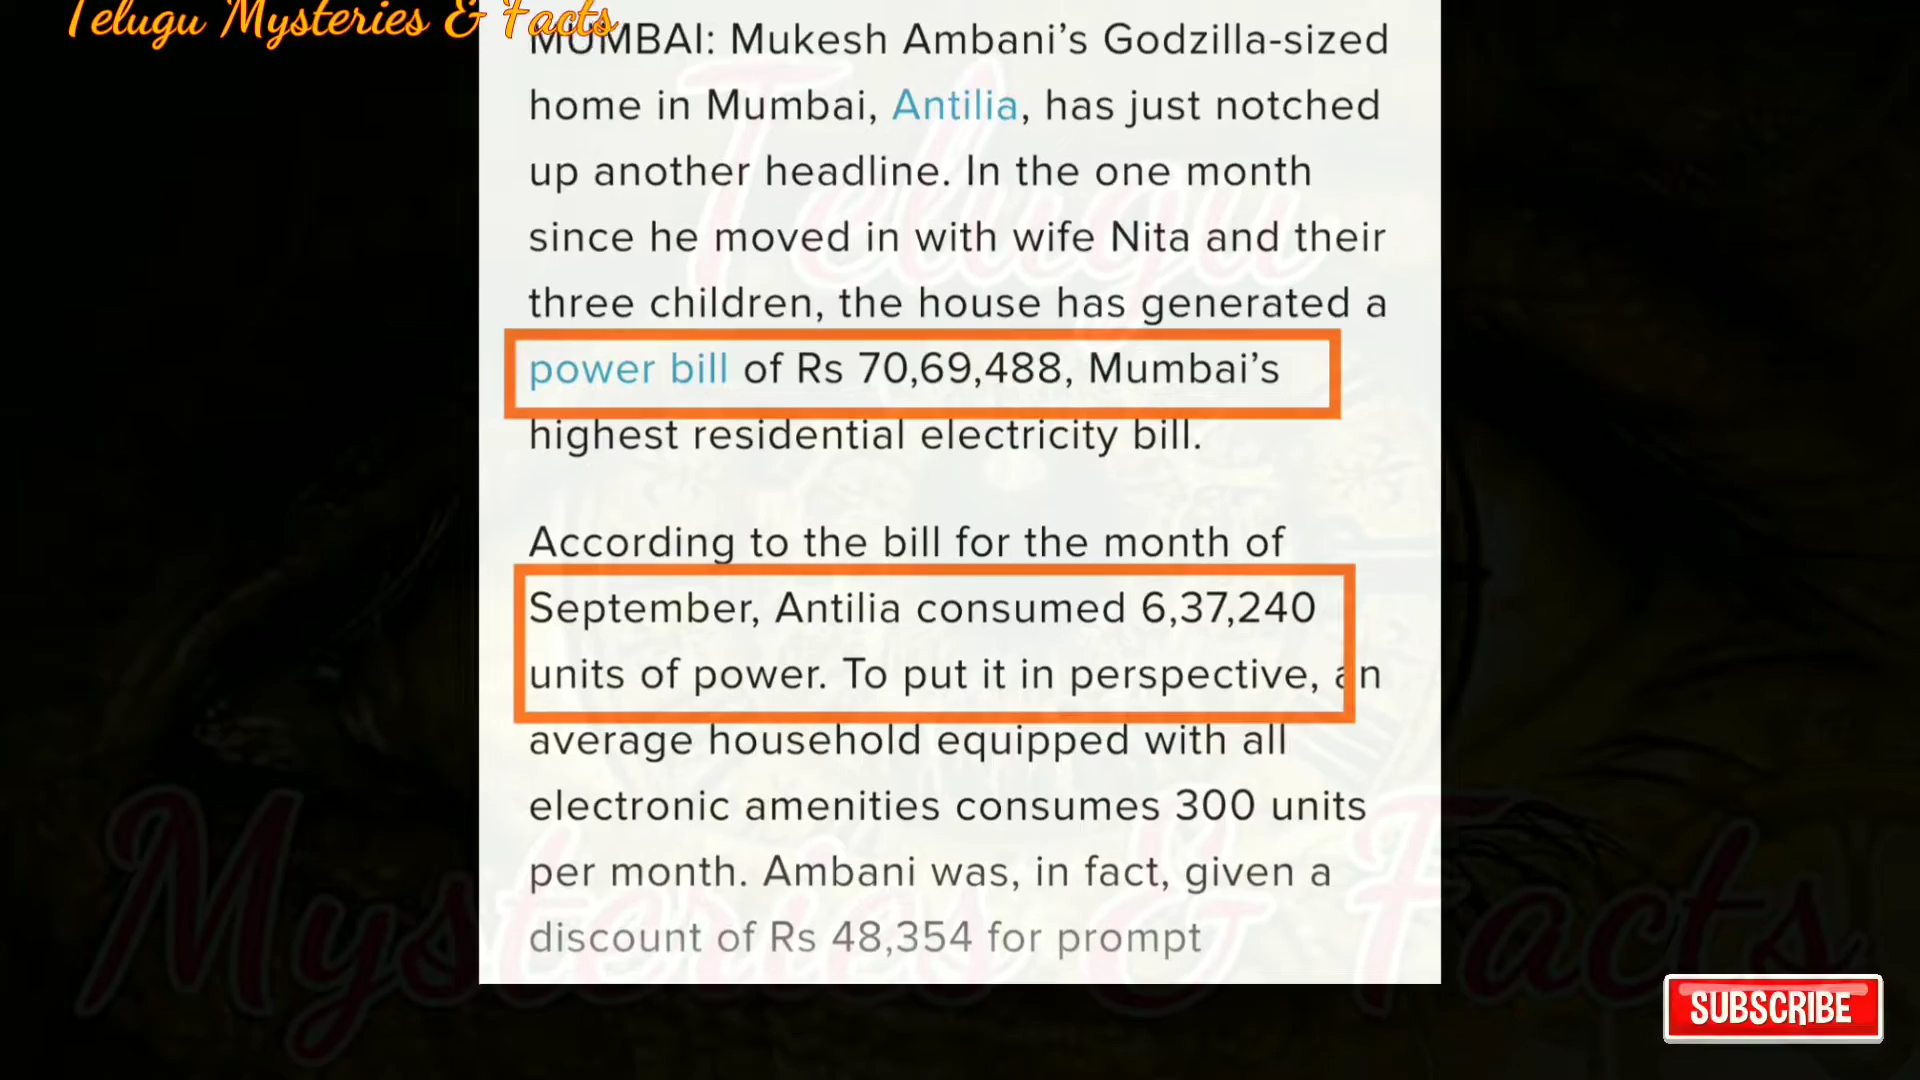 Telugu Mysteries & Facts
MUMBAI: Mukesh Ambani's Godzilla-sized
home in Mumbai, Antilia, has just notched
up another headline. In the one month
since he moved in with wife Nita and their
three children, the house has generated a
power bill of Rs 70,69,488, Mumbai's
highest residential electricity bill.
According to the bill for the month of
September, Antilia consumed 6,37,240
units of power. To put it in perspective, an
average household equipped with all
electronic amenities consumes 300 units
per month. Ambani was, in fact, given a
discount of Rs 48,354 for prompt
Telugu
Mysteries & Facts
SUBSCRIBE